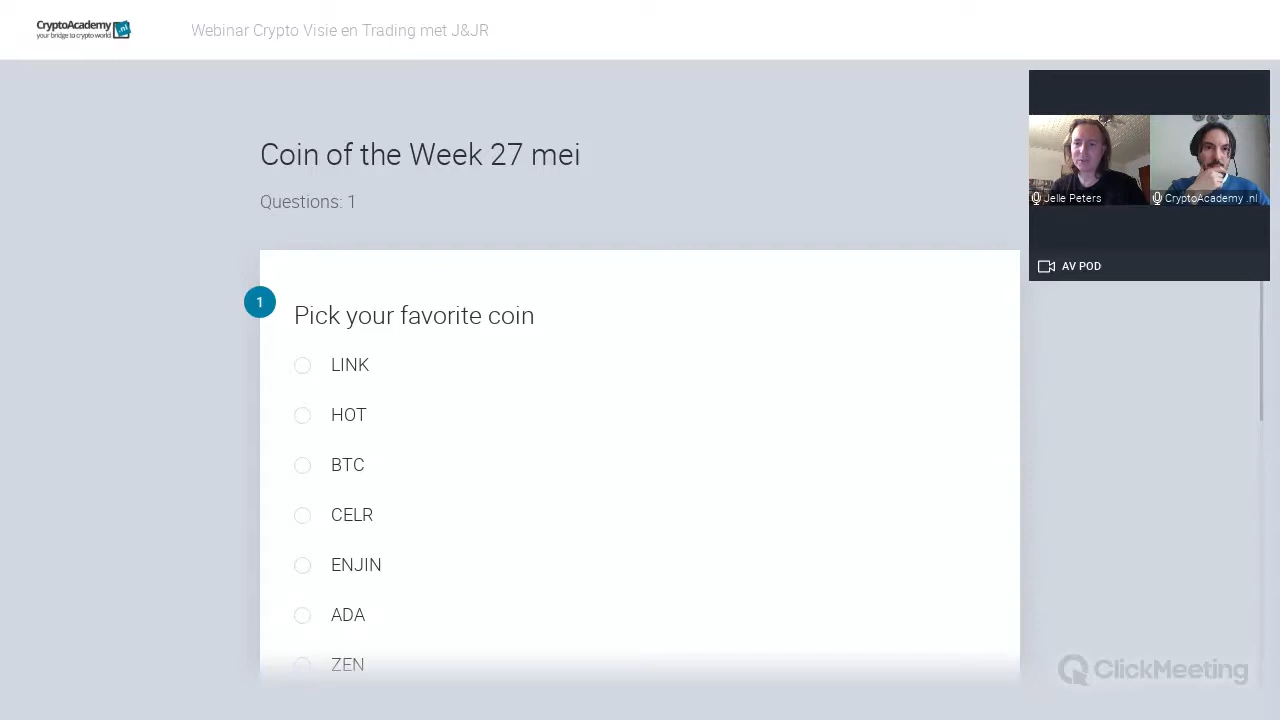 CryptoAcademy .nl
your bridge to crypto world
Webinar Crypto Visie en Trading met J&JR
Coin of the Week 27 mei
Questions: 1
1
Pick your favorite coin
LINK
HOT
BTC
CELR
ENJIN
ADA
ZEN
Jelle Peters
CryptoAcademy .nl
AV POD
ClickMeeting